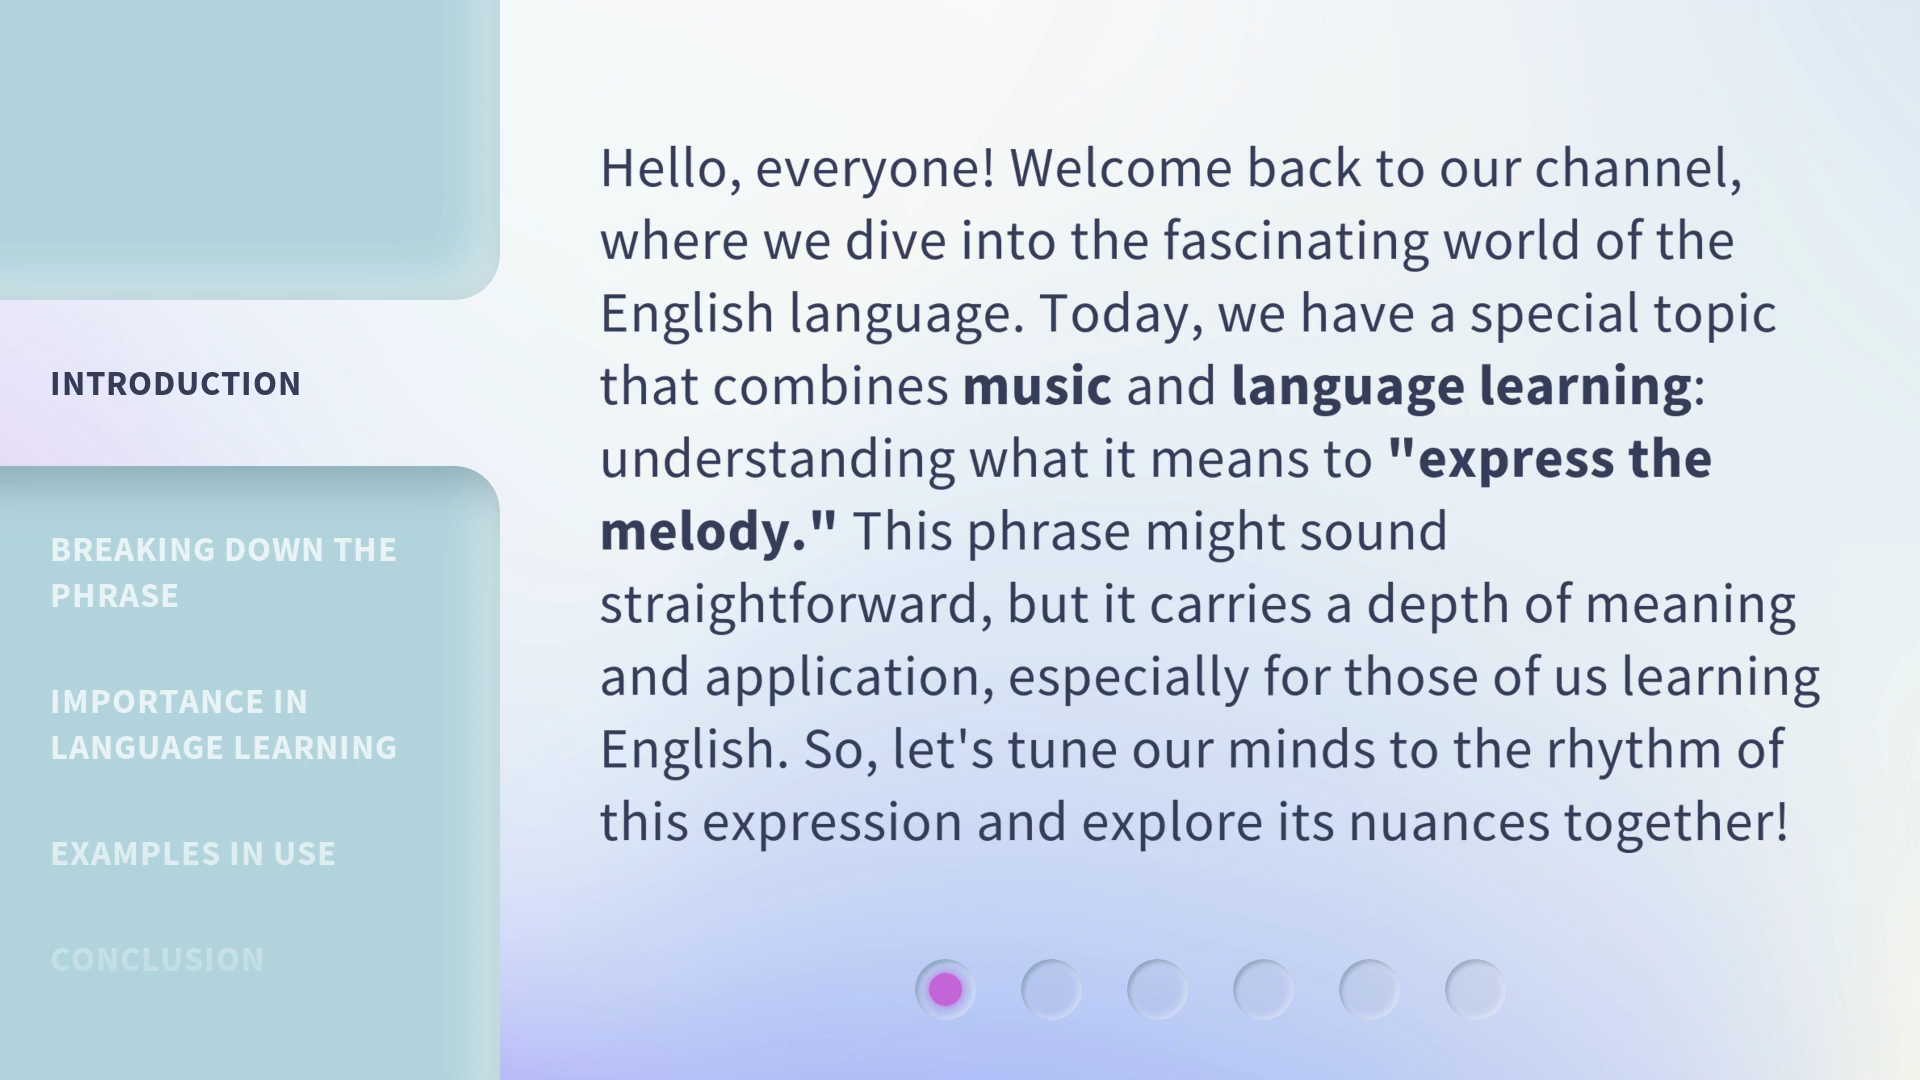 INTRODUCTION
BREAKING DOWN THE
PHRASE
IMPORTANCE IN
LANGUAGE LEARNING
EXAMPLES IN USE
CONCLUSION
Hello, everyone! Welcome back to our channel,
where we dive into the fascinating world of the
English language. Today, we have a special topic
that combines music and language learning:
understanding what it means to "express the
melody." This phrase might sound
straightforward, but it carries a depth of meaning
and application, especially for those of us learning
English. So, let's tune our minds to the rhythm of
this expression and explore its nuances together!